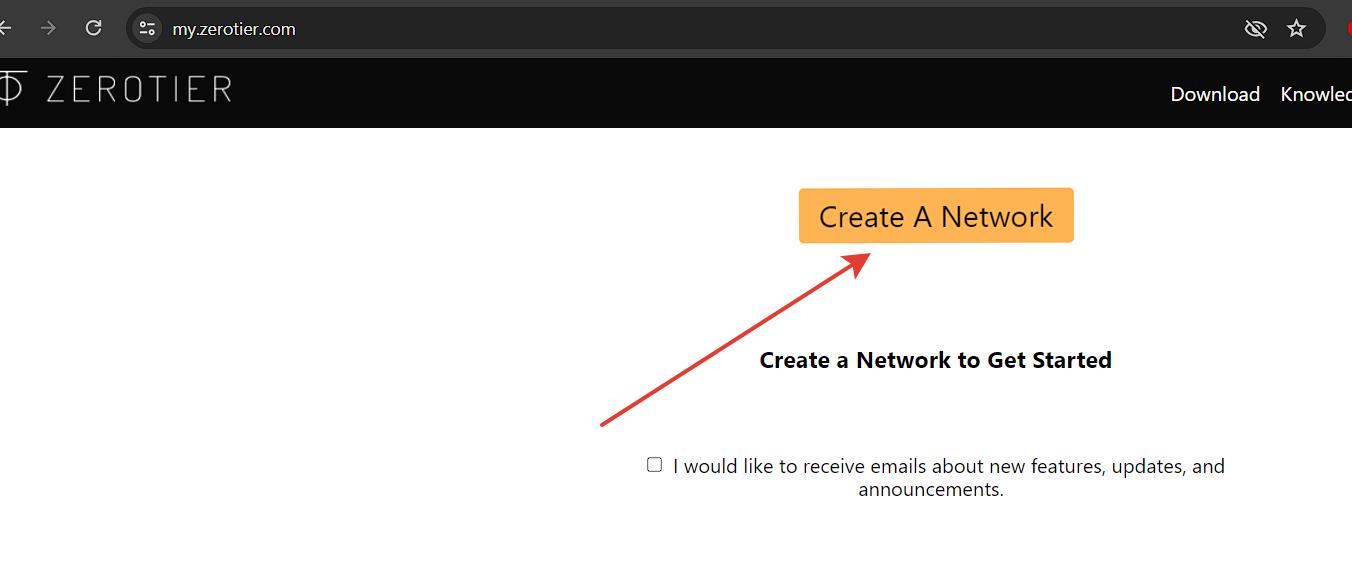 my.zerotier.com
ZEROTIER
Download Knowled
Create A Network
Create a Network to Get Started
I would like to receive emails about new features, updates, and
announcements.